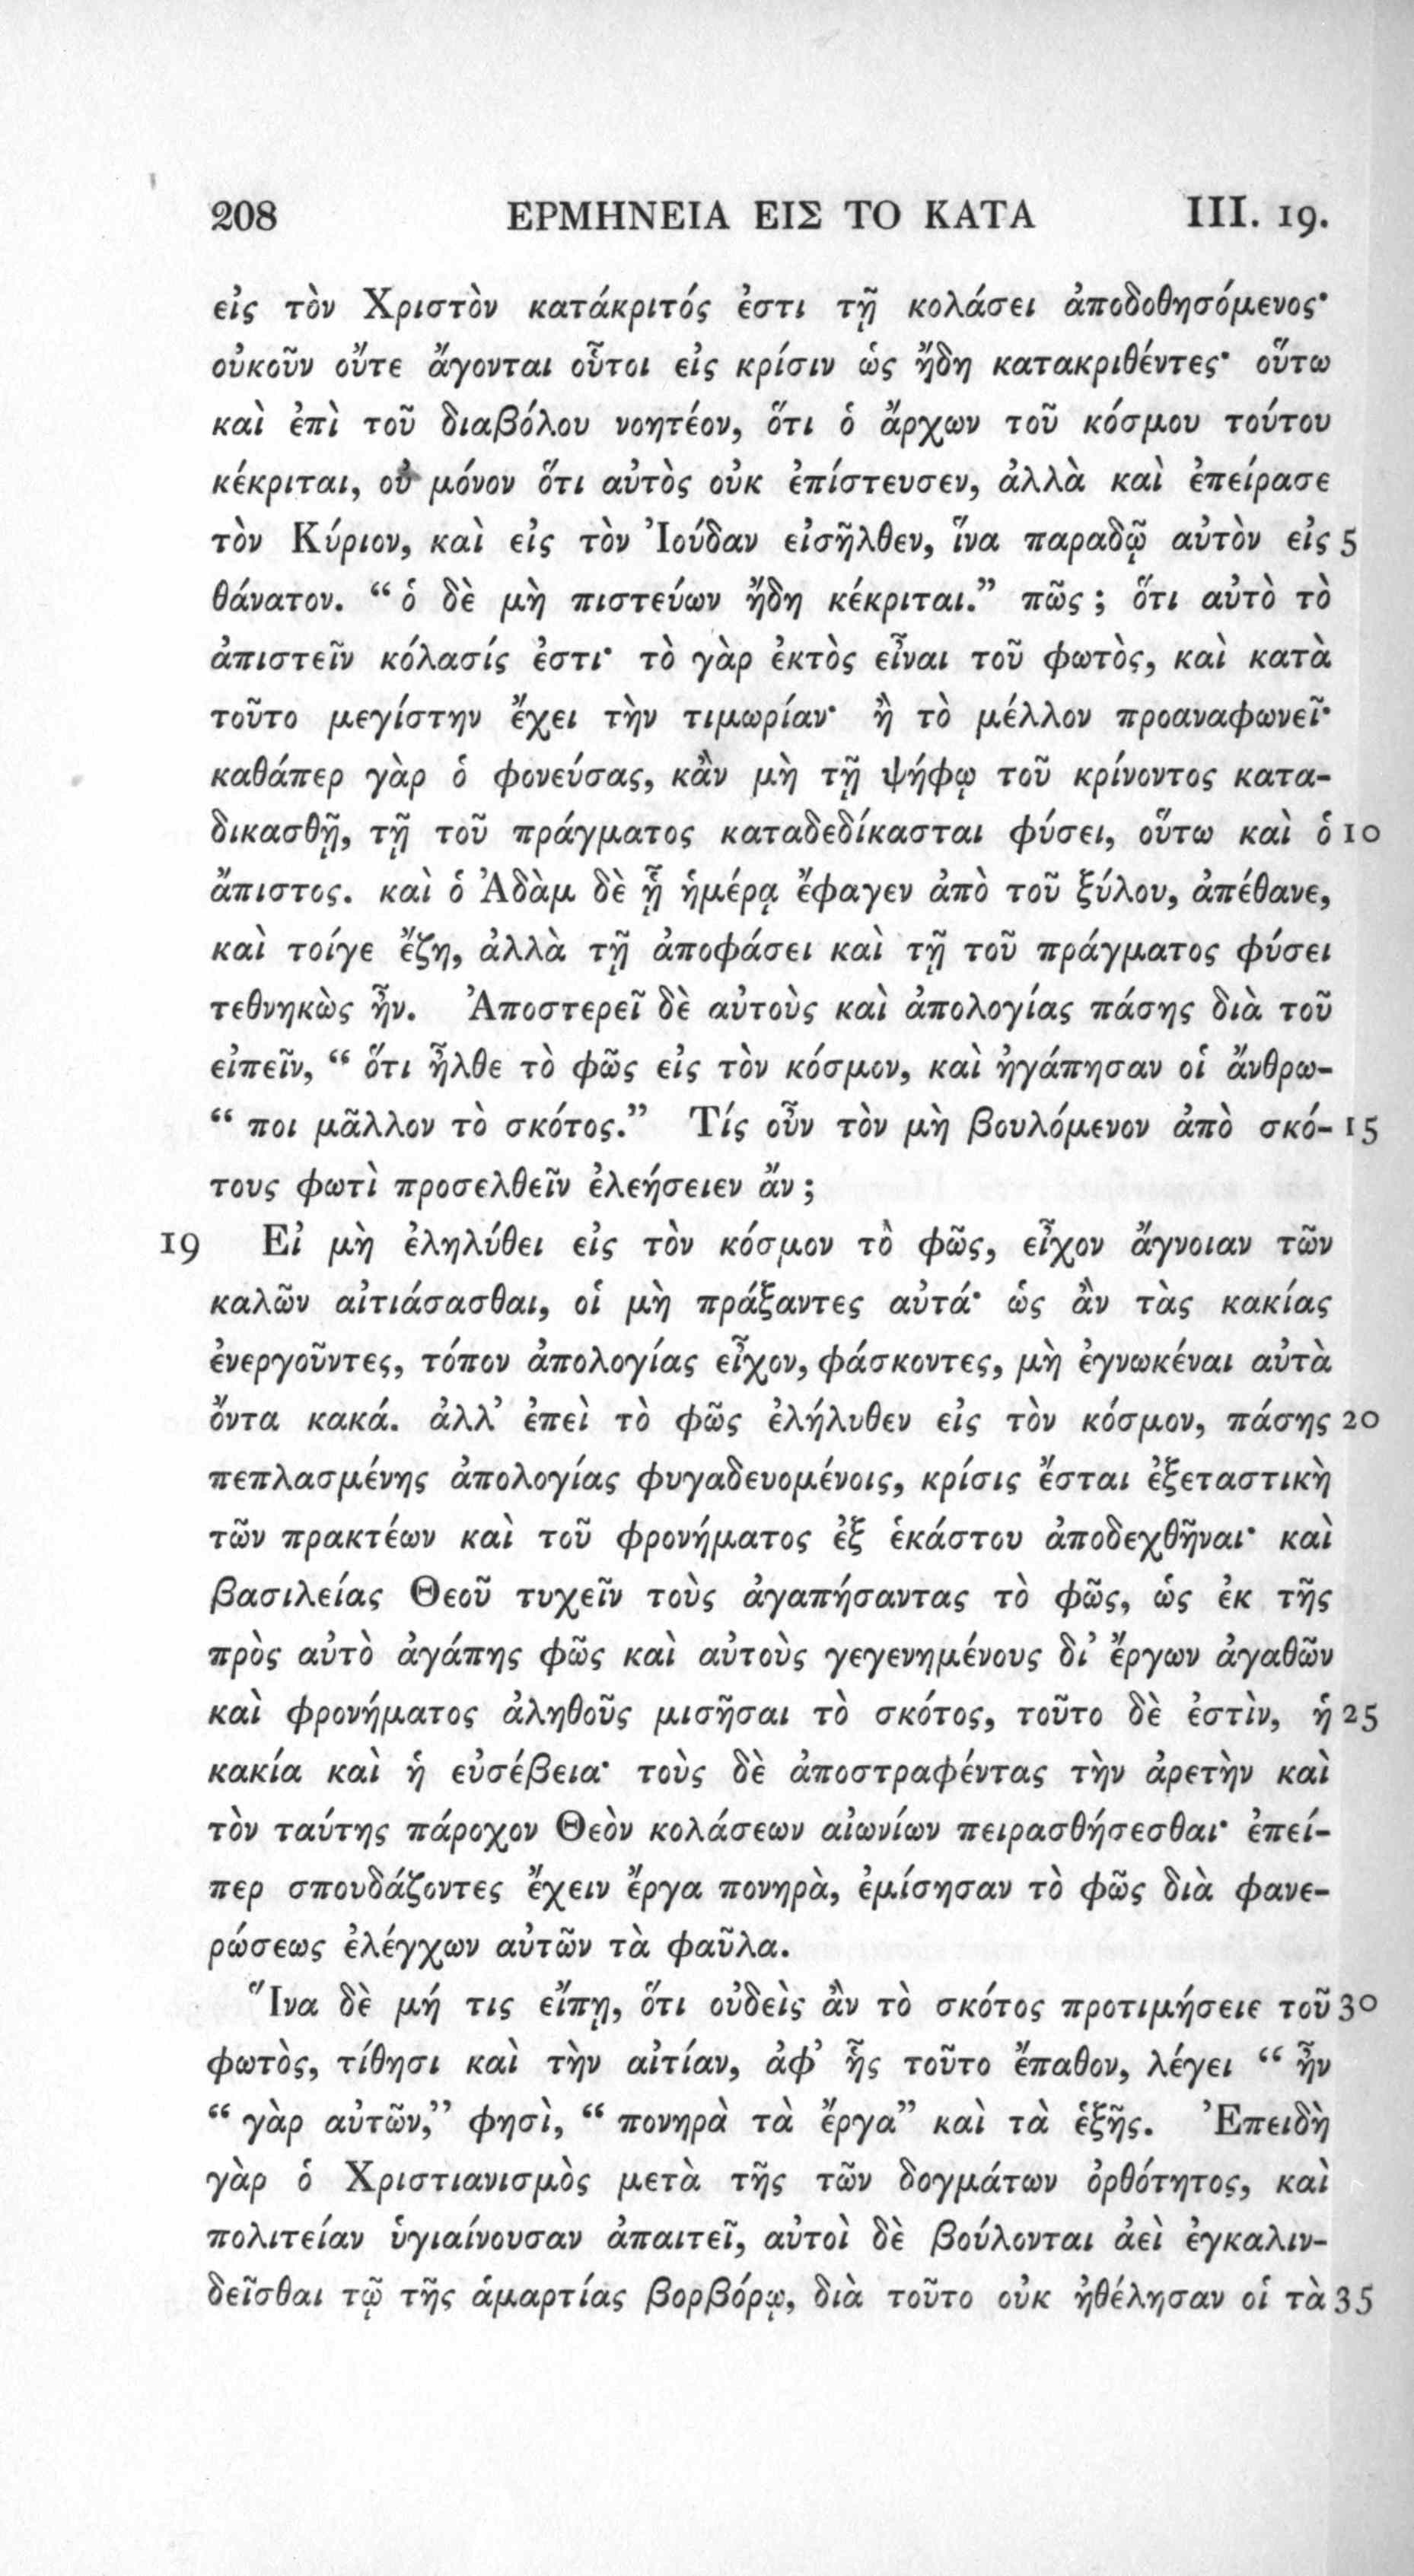 208 ΕΡΜΗΝΕΙΑ ΕΙΣ ΤΟ ΚΑΤΑ III. 19.
εἰς τὸν Χριστὸν κατάκριτός ἐστι τῇ κολάσει ἀποδοθησόμενος·
οὐκοῦν οὔτε ἄγονται οὗτοι εἰς κρίσιν ὡς ἤδη κατακριθέντες· οὕτω
καὶ ἐπὶ τοῦ διαβόλου νοητέον, ὅτι ὁ ἄρχων τοῦ κόσμου τούτου
κέκριται, οὐ μόνον ὅτι αὐτὸς οὐκ ἐπίστευσεν, ἀλλὰ καὶ ἐπείρασε
τὸν Κύριον, καὶ εἰς τὸν Ἰούδαν εἰσῆλθεν, ἵνα παραδῷ αὐτὸν εἰς 5
θάνατον. “ ὁ δὲ μὴ πιστεύων ἤδη κέκριται.” πῶς ; ὅτι αὐτὸ τὸ
ἀπιστεῖν κόλασίς ἐστι· τὸ γὰρ ἐκτὸς εἶναι τοῦ φωτὸς, καὶ κατὰ
τοῦτο μεγίστην ἔχει τὴν τιμωρίαν· ἢ τὸ μέλλον προαναφωνεῖ·
καθάπερ γὰρ ὁ φονεύσας, κἂν μὴ τῇ ψήφῳ τοῦ κρίνοντος κατα-
δικασθῇ, τῇ τοῦ πράγματος καταδεδίκασται φύσει, οὕτω καὶ ὁ 10
ἄπιστος. καὶ ὁ Ἀδὰμ δὲ ᾗ ἡμέρᾳ ἔφαγεν ἀπὸ τοῦ ξύλου, ἀπέθανε,
καὶ τοίγε ἔζη, ἀλλὰ τῇ ἀποφάσει καὶ τῇ τοῦ πράγματος φύσει
τεθνηκὼς ἦν. Ἀποστερεῖ δὲ αὐτοὺς καὶ ἀπολογίας πάσης διὰ τοῦ
εἰπεῖν, “ ὅτι ἦλθε τὸ φῶς εἰς τὸν κόσμον, καὶ ἠγάπησαν οἱ ἄνθρω-
“ ποι μᾶλλον τὸ σκότος.” Τίς οὖν τὸν μὴ βουλόμενον ἀπὸ σκό- 15
τους φωτὶ προσελθεῖν ἐλεήσειεν ἄν ;
19 Εἰ μὴ ἐληλύθει εἰς τὸν κόσμον τὸ φῶς, εἶχον ἄγνοιαν τῶν
καλῶν αἰτιάσασθαι, οἱ μὴ πράξαντες αὐτά· ὡς ἂν τὰς κακίας
ἐνεργοῦντες, τόπον ἀπολογίας εἶχον, φάσκοντες, μὴ ἐγνωκέναι αὐτὰ
ὄντα κακά. ἀλλ’ ἐπεὶ τὸ φῶς ἐλήλυθεν εἰς τὸν κόσμον, πάσης 20
πεπλασμένης ἀπολογίας φυγαδευομένοις, κρίσις ἔσται ἐξεταστικὴ
τῶν πρακτέων καὶ τοῦ φρονήματος ἐξ ἑκάστου ἀποδεχθῆναι· καὶ
βασιλείας Θεοῦ τυχεῖν τοὺς ἀγαπήσαντας τὸ φῶς, ὡς ἐκ τῆς
πρὸς αὐτὸ ἀγάπης φῶς καὶ αὐτοὺς γεγενημένους δι’ ἔργων ἀγαθῶν
καὶ φρονήματος ἀληθοῦς μισῆσαι τὸ σκότος, τοῦτο δὲ ἐστὶν, ἡ 25
κακία καὶ ἡ εὐσέβεια· τοὺς δὲ ἀποστραφέντας τὴν ἀρετὴν καὶ
τὸν ταύτης πάροχον Θεὸν κολάσεων αἰωνίων πειρασθήσεσθαι· ἐπεί-
περ σπουδάζοντες ἔχειν ἔργα πονηρὰ, ἐμίσησαν τὸ φῶς διὰ φανε-
ρώσεως ἐλέγχων αὐτῶν τὰ φαῦλα.
Ἵνα δὲ μή τις εἴπῃ, ὅτι οὐδεὶς ἂν τὸ σκότος προτιμήσειε τοῦ 30
φωτὸς, τίθησι καὶ τὴν αἰτίαν, ἀφ’ ἧς τοῦτο ἔπαθον, λέγει “ ἦν
“ γὰρ αὐτῶν,” φησὶ, “ πονηρὰ τὰ ἔργα” καὶ τὰ ἑξῆς. Ἐπειδὴ
γὰρ ὁ Χριστιανισμὸς μετὰ τῆς τῶν δογμάτων ὀρθότητος, καὶ
πολιτείαν ὑγιαίνουσαν ἀπαιτεῖ, αὐτοὶ δὲ βούλονται ἀεὶ ἐγκαλιν-
δεῖσθαι τῷ τῆς ἁμαρτίας βορβόρῳ, διὰ τοῦτο οὐκ ἠθέλησαν οἱ τὰ 35